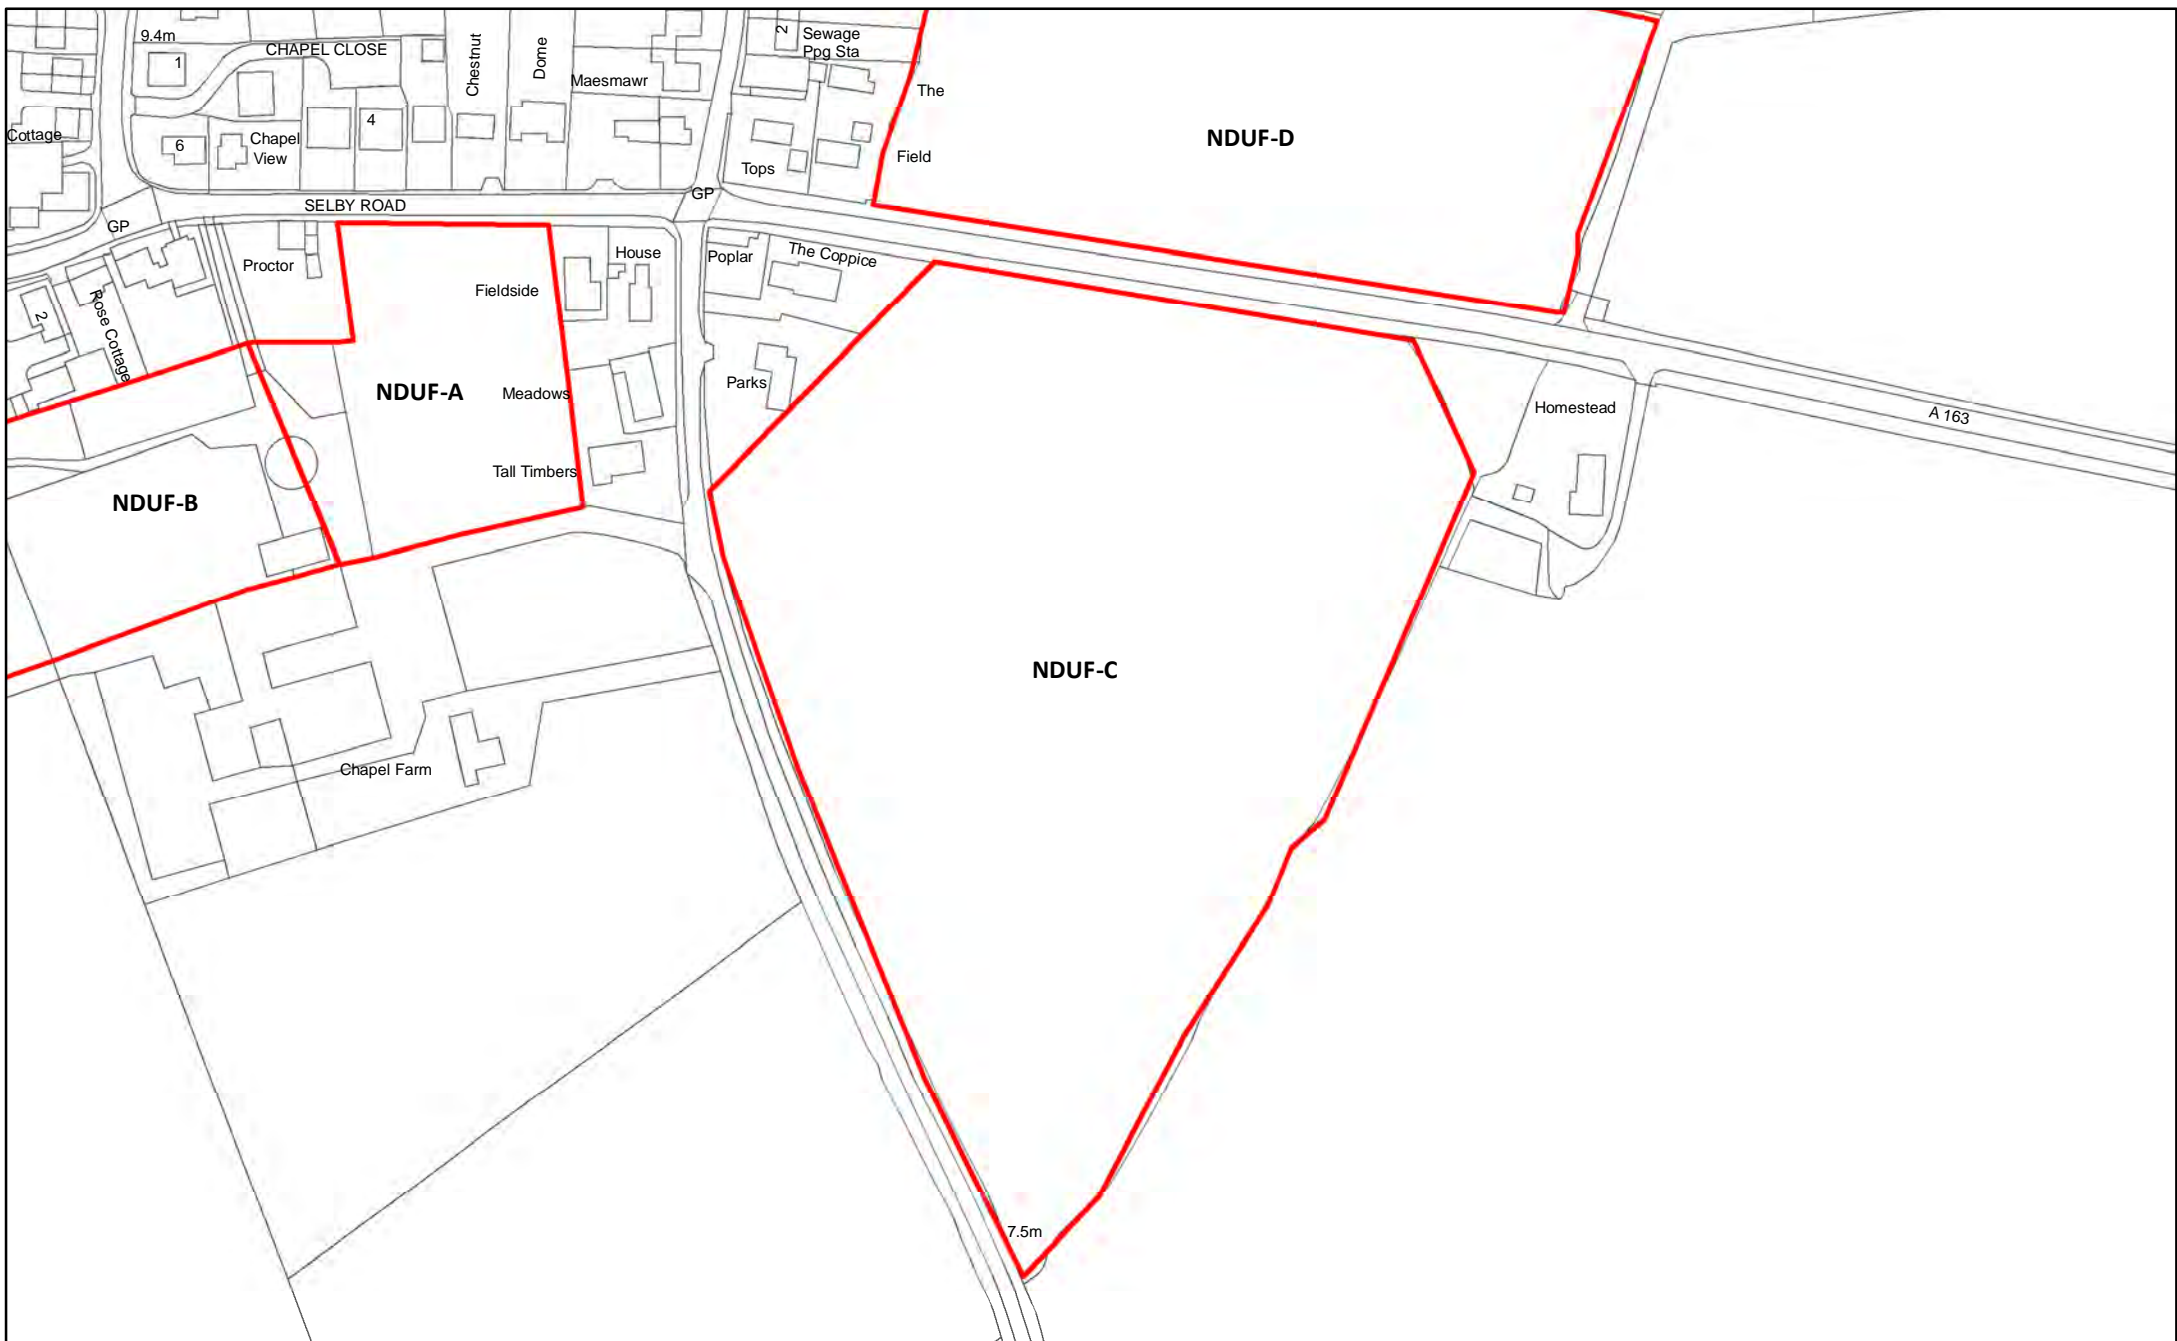 9.4m
CHAPEL CLOSE
1
Chestnut
Dome
Maesmawr
2
Sewage
Ppg Sta
The
Field
NDUF-D
Cottage
6
Chapel
View
4
Tops
GP
SELBY ROAD
GP
Proctor
Fieldside
House
Poplar
The Coppice
2
Rose Cottage
NDUF-A
Meadows
Parks
Homestead
A 163
Tall Timbers
NDUF-B
NDUF-C
Chapel Farm
7.5m